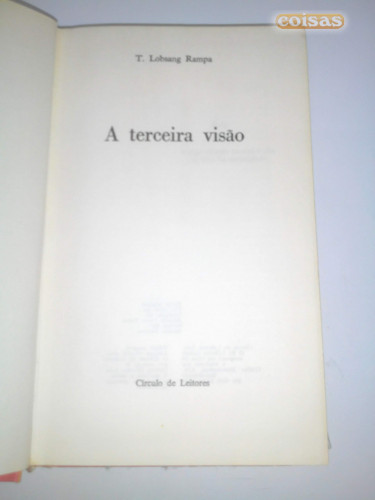 coisas
T. Lobsang Rampa
A terceira visão
Círculo de Leitores